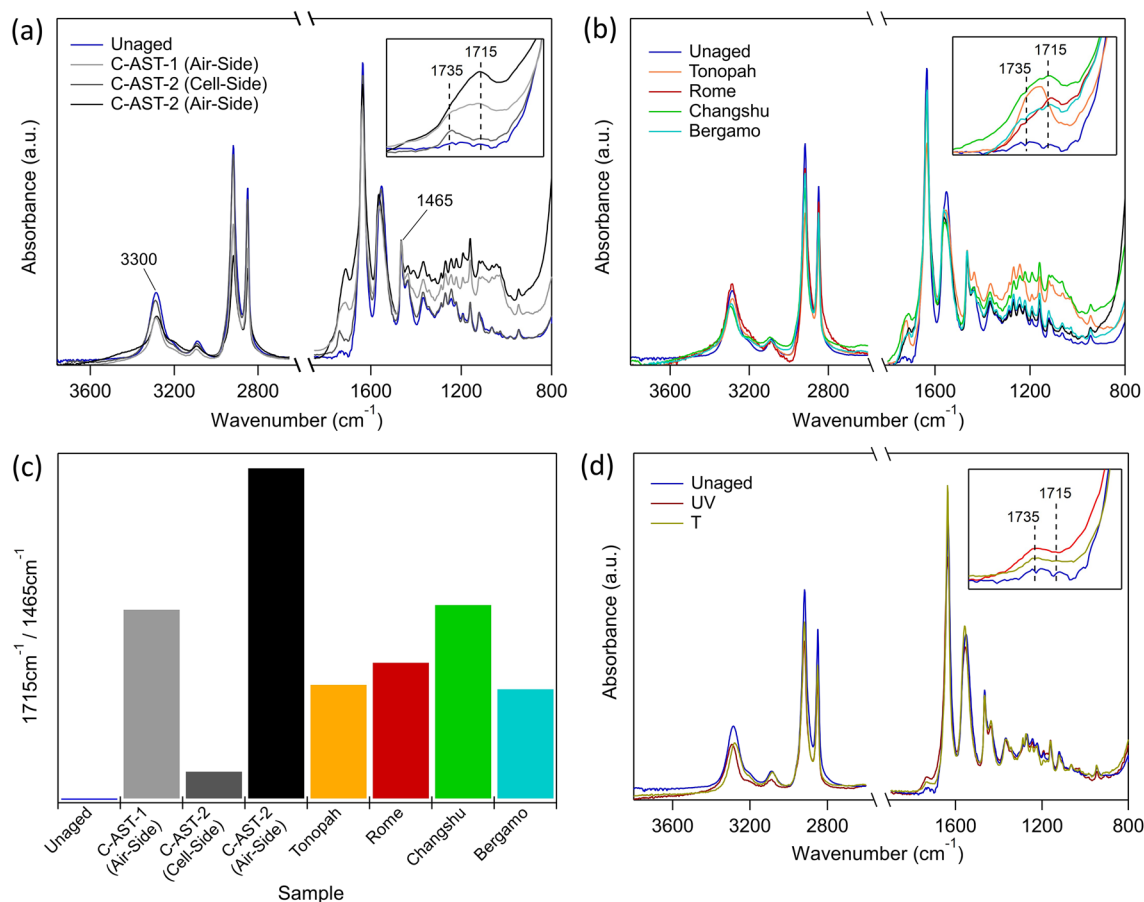 (a)
Unaged
C-AST-1 (Air-Side)
C-AST-2 (Cell-Side)
C-AST-2 (Air-Side)
1715
1735
1465
3300
Absorbance (a.u.)
3600 2800 1600 1200 800
Wavenumber (cm⁻¹)
(b)
Unaged
Tonopah
Rome
Changshu
Bergamo
1715
1735
Absorbance (a.u.)
3600 2800 1600 1200 800
Wavenumber (cm⁻¹)
(c)
1715cm⁻¹ / 1465cm⁻¹
Unaged
C-AST-1
(Air-Side)
C-AST-2
(Cell-Side)
C-AST-2
(Air-Side)
Tonopah
Rome
Changshu
Bergamo
Sample
(d)
Unaged
UV
T
1715
1735
Absorbance (a.u.)
3600 3200 2800 1600 1200 800
Wavenumber (cm⁻¹)